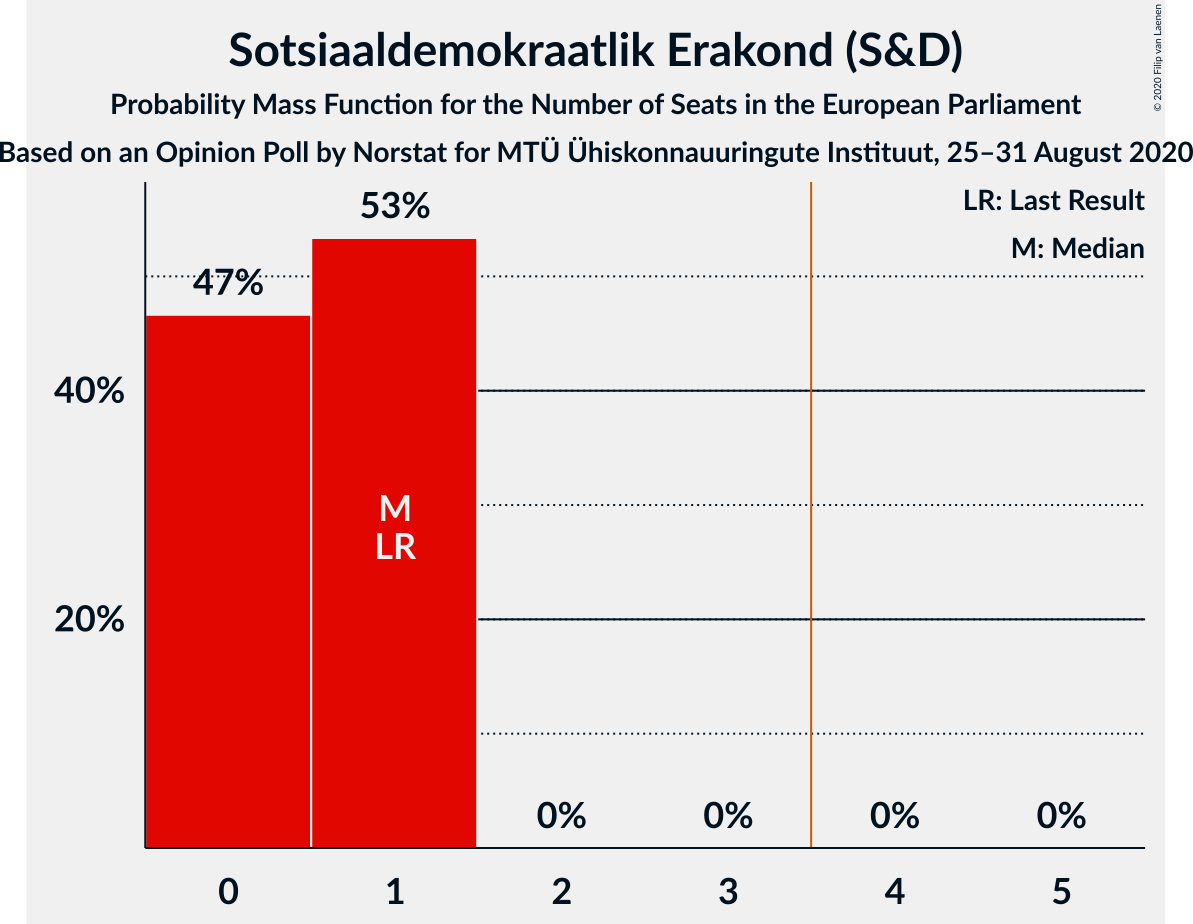 Sotsiaaldemokraatlik Erakond (S&D)
Probability Mass Function for the Number of Seats in the European Parliament
Based on an Opinion Poll by Norstat for MTÜ Ühiskonnauuringute Instituut, 25–31 August 2020
© 2020 Filip van Laenen
LR: Last Result
M: Median
53%
47%
40%
M
LR
20%
0% 0% 0% 0%
0 1 2 3 4 5